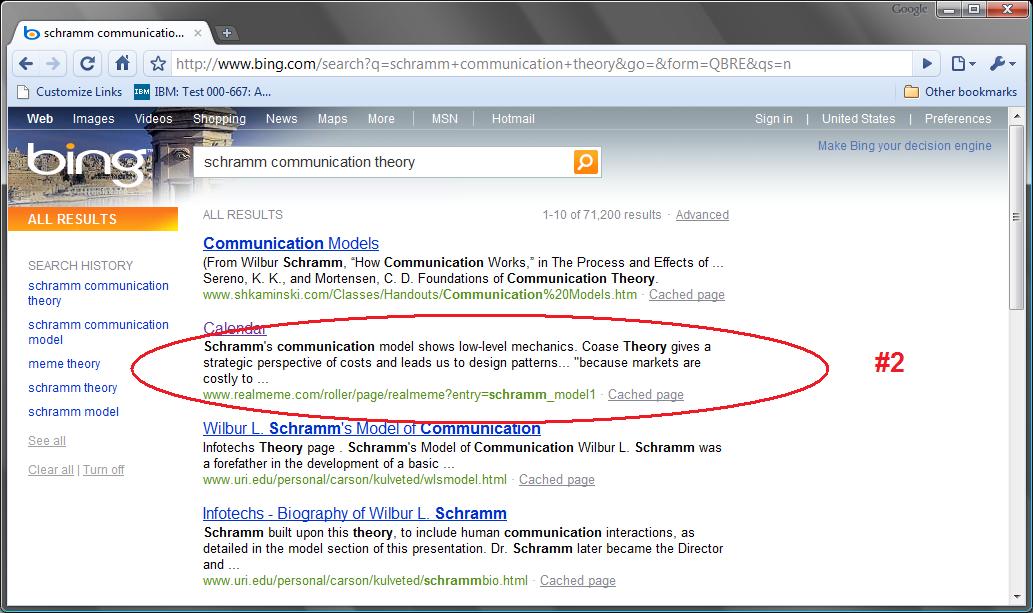 Google
schramm communicatio...
http://www.bing.com/search?q=schramm+communication+theory&go=&form=QBRE&qs=n
Customize Links IBM IBM: Test 000-667: A... Other bookmarks
Web Images Videos Shopping News Maps More | MSN | Hotmail Sign in | United States | Preferences
bing schramm communication theory Make Bing your decision engine
ALL RESULTS
ALL RESULTS 1-10 of 71,200 results · Advanced
SEARCH HISTORY
schramm communication
theory
schramm communication
model
meme theory
schramm theory
schramm model
See all
Clear all | Turn off
Communication Models
(From Wilbur Schramm, “How Communication Works,” in The Process and Effects of ...
Sereno, K. K., and Mortensen, C. D. Foundations of Communication Theory.
www.shkaminski.com/Classes/Handouts/Communication%20Models.htm · Cached page
Calendar
Schramm's communication model shows low-level mechanics. Coase Theory gives a
strategic perspective of costs and leads us to design patterns... "because markets are
costly to ...
www.realmeme.com/roller/page/realmeme?entry=schramm_model1 · Cached page
#2
Wilbur L. Schramm's Model of Communication
Infotechs Theory page . Schramm's Model of Communication Wilbur L. Schramm was
a forefather in the development of a basic ...
www.uri.edu/personal/carson/kulveted/wlsmodel.html · Cached page
Infotechs - Biography of Wilbur L. Schramm
Schramm built upon this theory, to include human communication interactions, as
detailed in the model section of this presentation. Dr. Schramm later became the Director
and ...
www.uri.edu/personal/carson/kulveted/schrammbio.html · Cached page